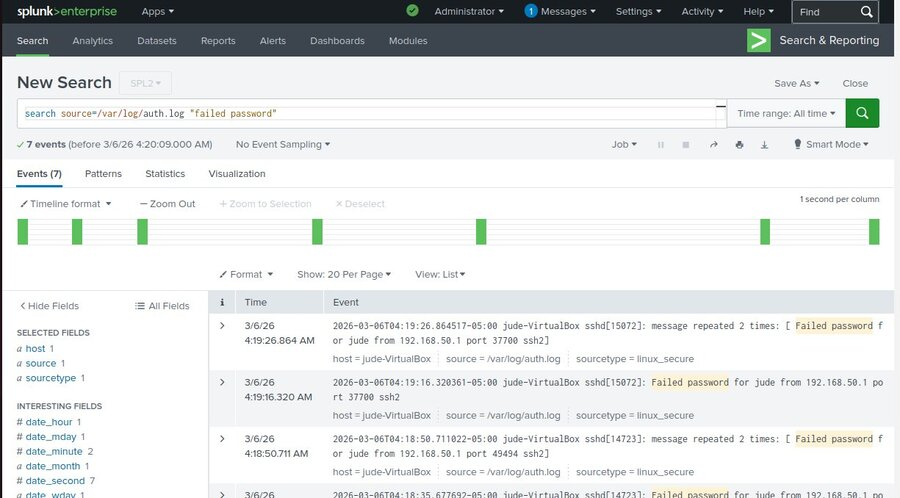 splunk>enterprise Apps Administrator 1 Messages Settings Activity Help Find
Search Analytics Datasets Reports Alerts Dashboards Modules > Search & Reporting
New Search SPL2 Save As Close
search source=/var/log/auth.log "failed password" Time range: All time
7 events (before 3/6/26 4:20:09.000 AM) No Event Sampling Job Smart Mode
Events (7) Patterns Statistics Visualization
Timeline format — Zoom Out + Zoom to Selection × Deselect 1 second per column
Format Show: 20 Per Page View: List
< Hide Fields All Fields i Time Event
SELECTED FIELDS
a host 1
a source 1
a sourcetype 1
INTERESTING FIELDS
# date_hour 1
# date_mday 1
# date_minute 2
a date_month 1
# date_second 7
a date_wday 1
> 3/6/26 2026-03-06T04:19:26.864517-05:00 jude-VirtualBox sshd[15072]: message repeated 2 times: [ Failed password f
4:19:26.864 AM or jude from 192.168.50.1 port 37700 ssh2]
host = jude-VirtualBox source = /var/log/auth.log sourcetype = linux_secure
> 3/6/26 2026-03-06T04:19:16.320361-05:00 jude-VirtualBox sshd[15072]: Failed password for jude from 192.168.50.1 po
4:19:16.320 AM rt 37700 ssh2
host = jude-VirtualBox source = /var/log/auth.log sourcetype = linux_secure
> 3/6/26 2026-03-06T04:18:50.711022-05:00 jude-VirtualBox sshd[14723]: message repeated 2 times: [ Failed password f
4:18:50.711 AM or jude from 192.168.50.1 port 49494 ssh2]
host = jude-VirtualBox source = /var/log/auth.log sourcetype = linux_secure
> 3/6/26 2026-03-06T04:18:35.677692-05:00 jude-VirtualBox sshd[14723]: Failed password for jude from 192.168.50.1 po